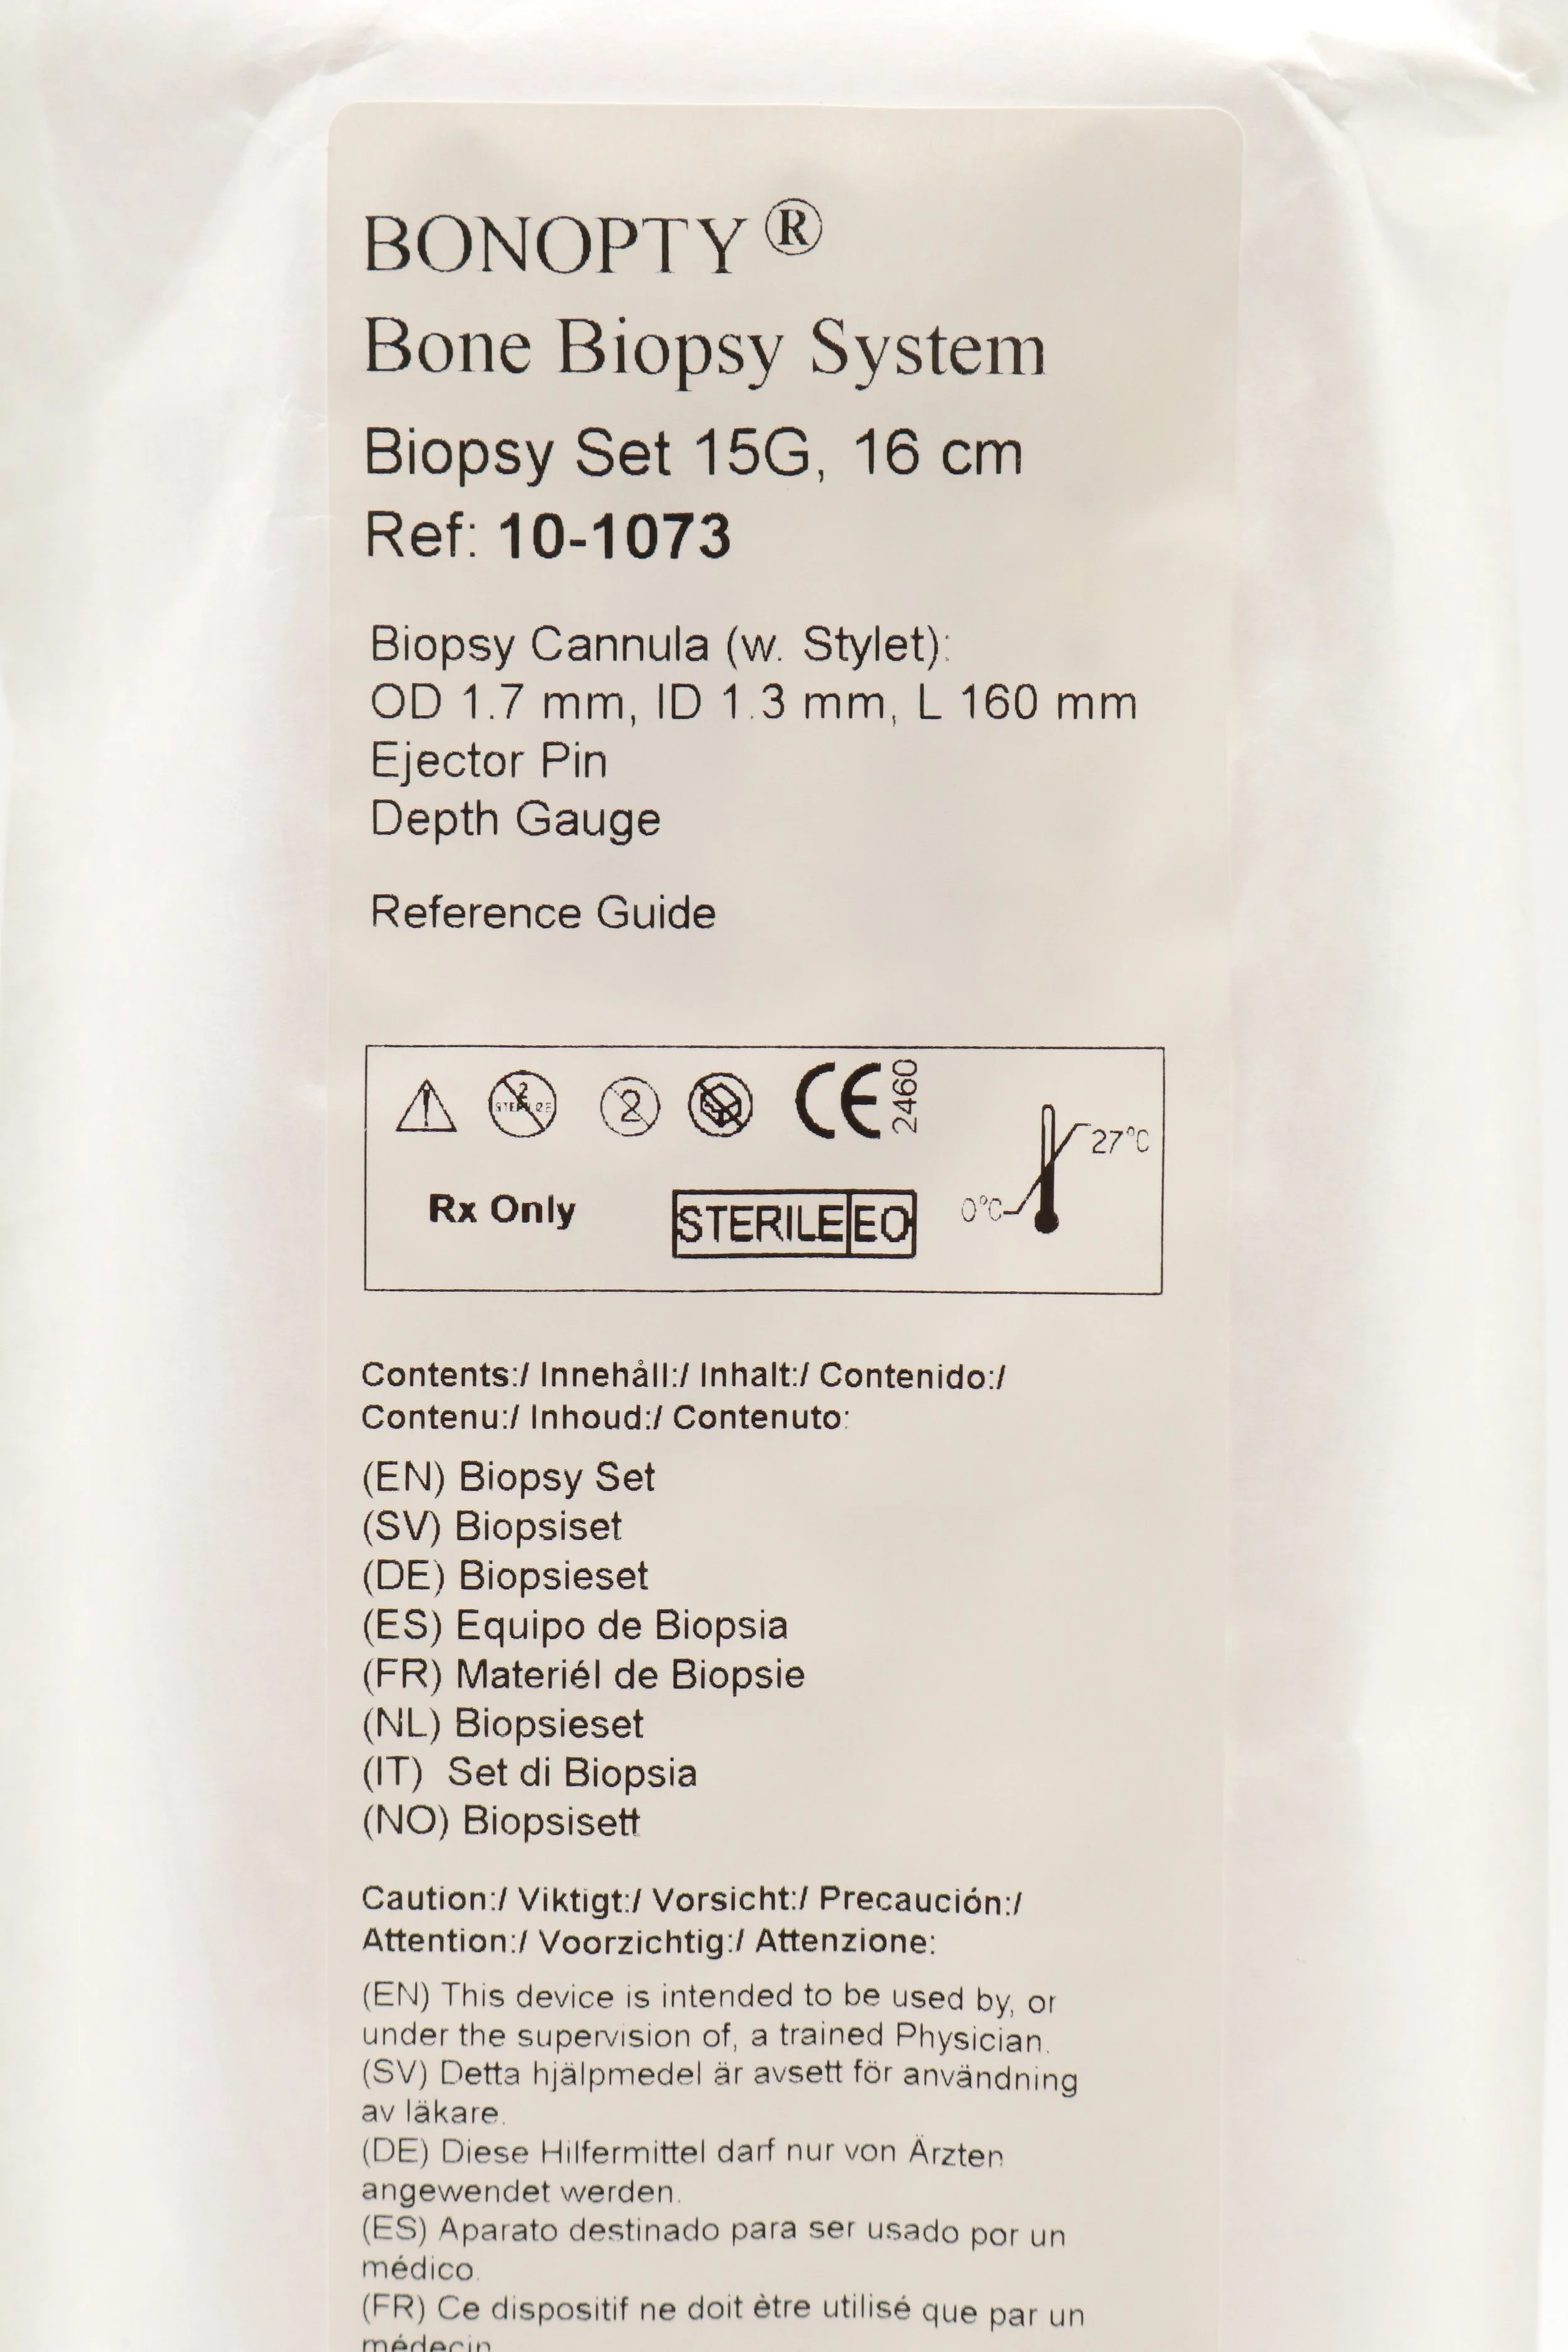 BONOPTY ®
Bone Biopsy System
Biopsy Set 15G, 16 cm
Ref: 10-1073
Biopsy Cannula (w. Stylet):
OD 1.7 mm, ID 1.3 mm, L 160 mm
Ejector Pin
Depth Gauge
Reference Guide
2
STERILIZE
2
CE 2460
27°C
0°C
Rx Only
STERILE EO
Contents:/ Innehåll:/ Inhalt:/ Contenido:/
Contenu:/ Inhoud:/ Contenuto:
(EN) Biopsy Set
(SV) Biopsiset
(DE) Biopsieset
(ES) Equipo de Biopsia
(FR) Materiél de Biopsie
(NL) Biopsieset
(IT) Set di Biopsia
(NO) Biopsisett
Caution:/ Viktigt:/ Vorsicht:/ Precaución:/
Attention:/ Voorzichtig:/ Attenzione:
(EN) This device is intended to be used by, or
under the supervision of, a trained Physician.
(SV) Detta hjälpmedel är avsett för användning
av läkare.
(DE) Diese Hilfermittel darf nur von Ärzten
angewendet werden.
(ES) Aparato destinado para ser usado por un
médico.
(FR) Ce dispositif ne doit ètre utilisé que par un
médecin